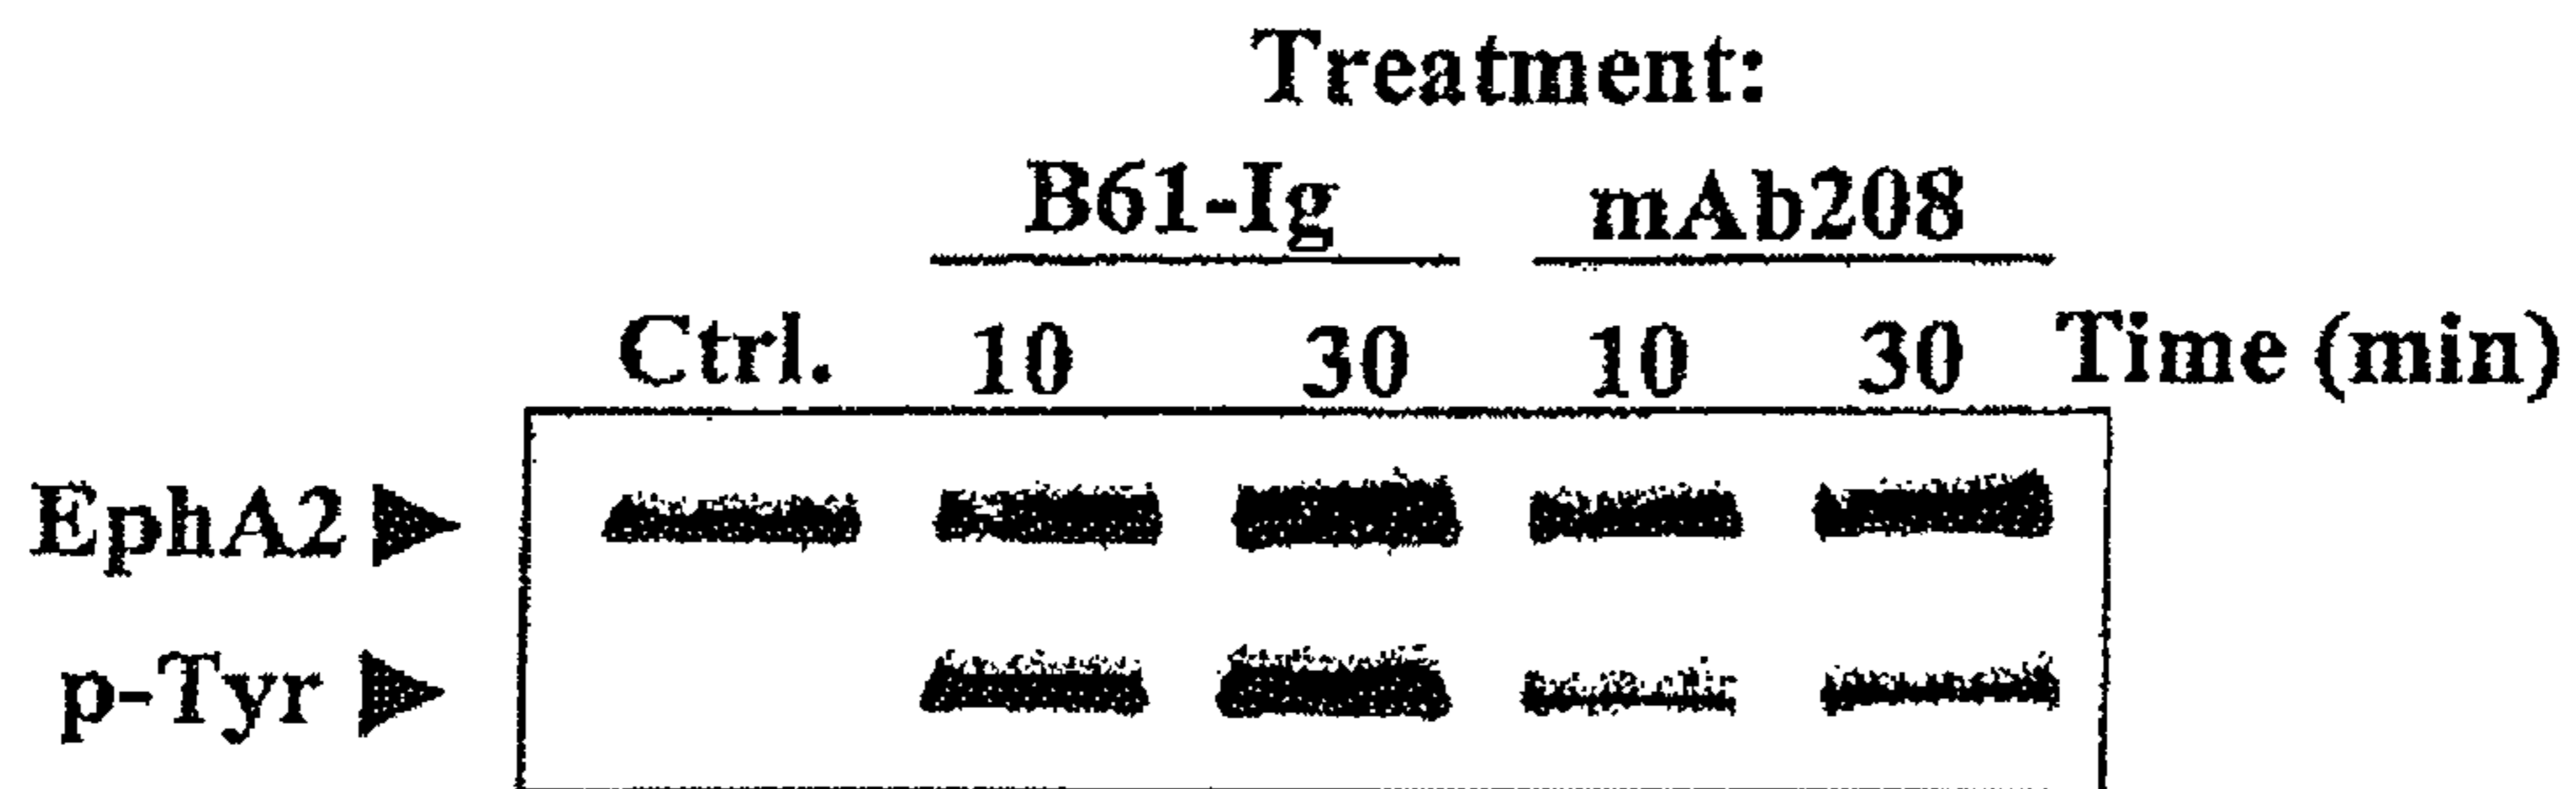 Treatment:
B61-Ig mAb208
Ctrl. 10 30 10 30 Time (min)
EphA2
p-Tyr